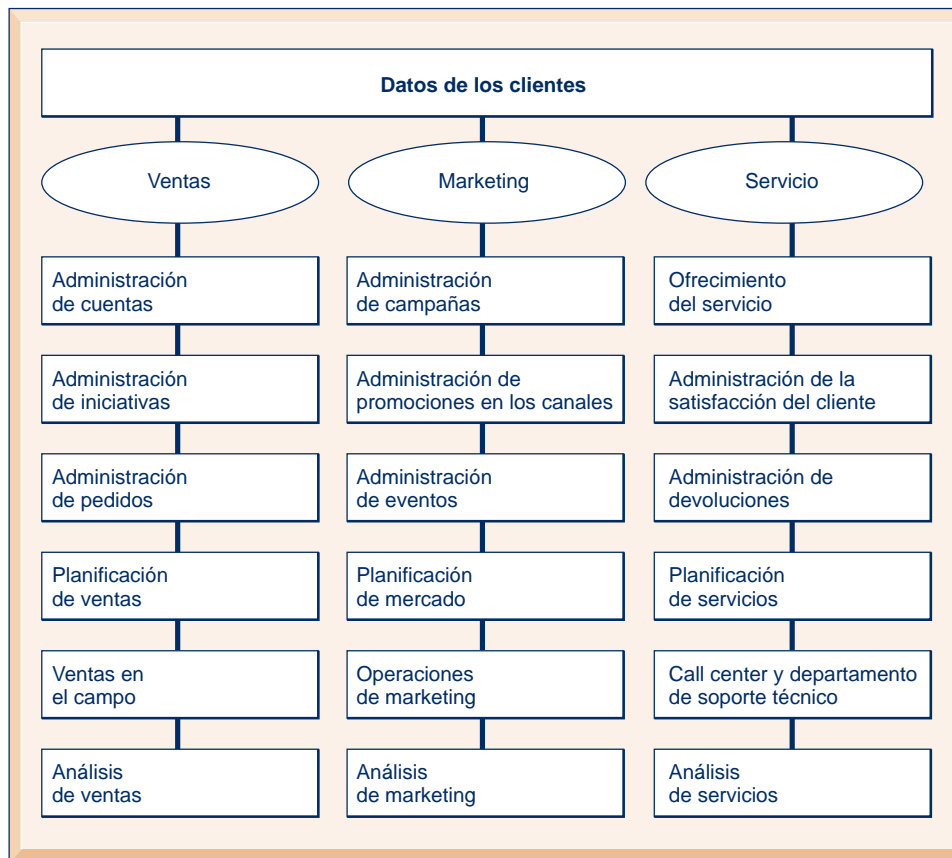 Datos de los clientes
Ventas
Administración
de cuentas
Administración
de iniciativas
Administración
de pedidos
Planificación
de ventas
Ventas en
el campo
Análisis
de ventas
Marketing
Administración
de campañas
Administración de
promociones en los canales
Administración
de eventos
Planificación
de mercado
Operaciones
de marketing
Análisis
de marketing
Servicio
Ofrecimiento
del servicio
Administración de la
satisfacción del cliente
Administración de
devoluciones
Planificación
de servicios
Call center y departamento
de soporte técnico
Análisis
de servicios